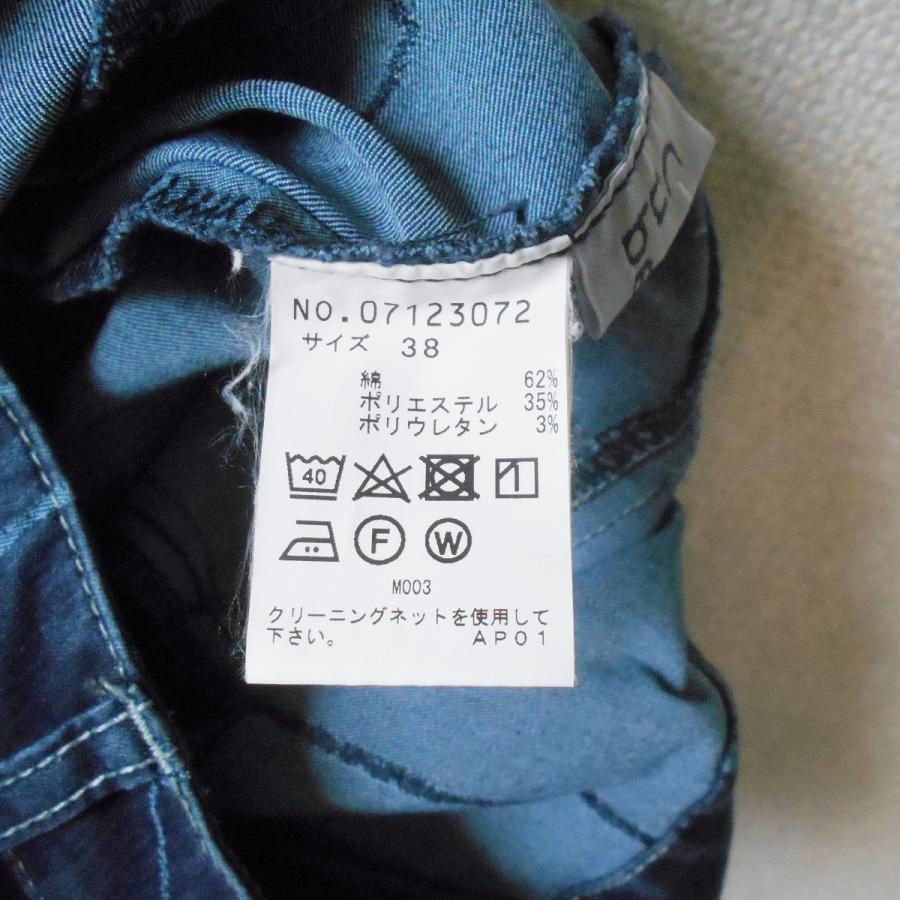 NO.07123072
サイズ 38
綿 62%
ポリエステル 35%
ポリウレタン 3%
40
F W
M003
クリーニングネットを使用して
下さい。 AP01